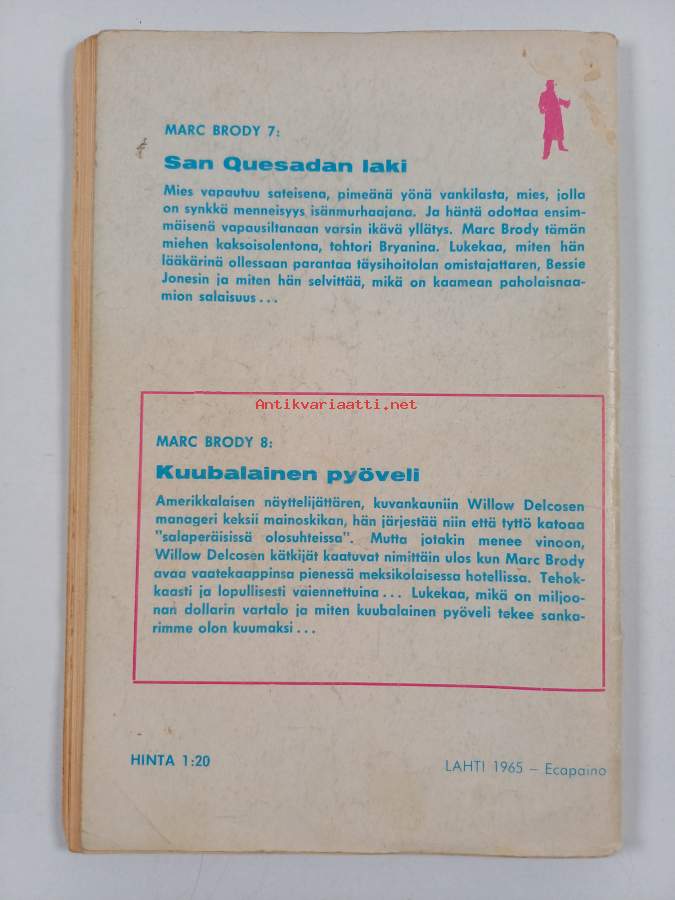 MARC BRODY 7:
San Quesadan laki
Mies vapautuu sateisena, pimeänä yönä vankilasta, mies, jolla
on synkkä menneisyys isänmurhaajana. Ja häntä odottaa ensim-
mäisenä vapausiltanaan varsin ikävä yllätys. Marc Brody tämän
miehen kaksoisolentona, tohtori Bryanina. Lukekaa, miten hän
lääkärinä ollessaan parantaa täysihoitolan omistajattaren, Bessie
Jonesin ja miten hän selvittää, mikä on kaamean paholaisnaa-
mion salaisuus...
Antikvariaatti.net
MARC BRODY 8:
Kuubalainen pyöveli
Amerikkalaisen näyttelijättären, kuvankauniin Willow Delcosen
manageri keksii mainoskikan, hän järjestää niin että tyttö katoaa
"salaperäisissä olosuhteissa". Mutta jotakin menee vinoon,
Willow Delcosen kätkijät kaatuvat nimittäin ulos kun Marc Brody
avaa vaatekaappinsa pienessä meksikolaisessa hotellissa. Tehok-
kaasti ja lopullisesti vaiennettuina... Lukekaa, mikä on miljoo-
nan dollarin vartalo ja miten kuubalainen pyöveli tekee sanka-
rimme olon kuumaksi...
HINTA 1:20
LAHTI 1965 – Ecapaino